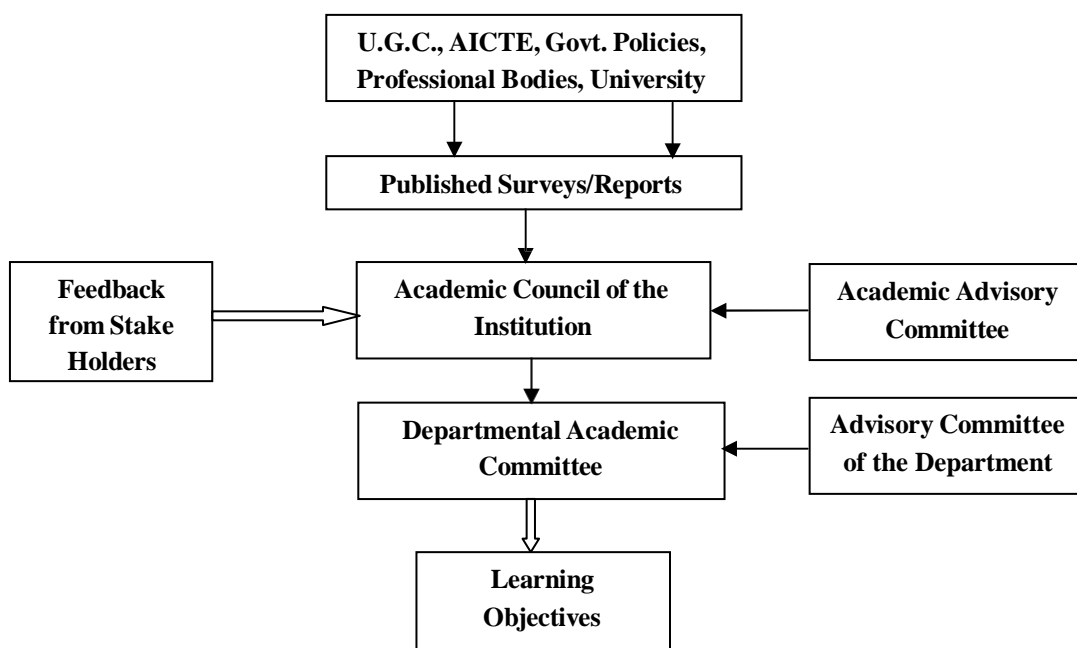 U.G.C., AICTE, Govt. Policies,
Professional Bodies, University
Published Surveys/Reports
Feedback
from Stake
Holders
Academic Council of the
Institution
Academic Advisory
Committee
Departmental Academic
Committee
Advisory Committee
of the Department
Learning
Objectives